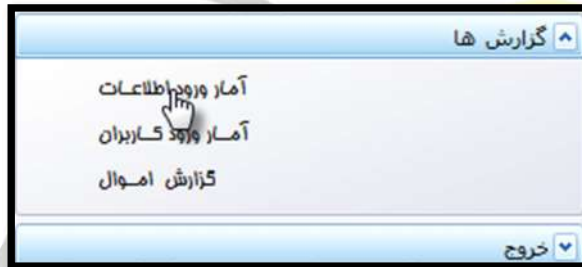 گزارش ها
آمار ورود اطلاعات
آمار ورود کاربران
گزارش اموال
خروج